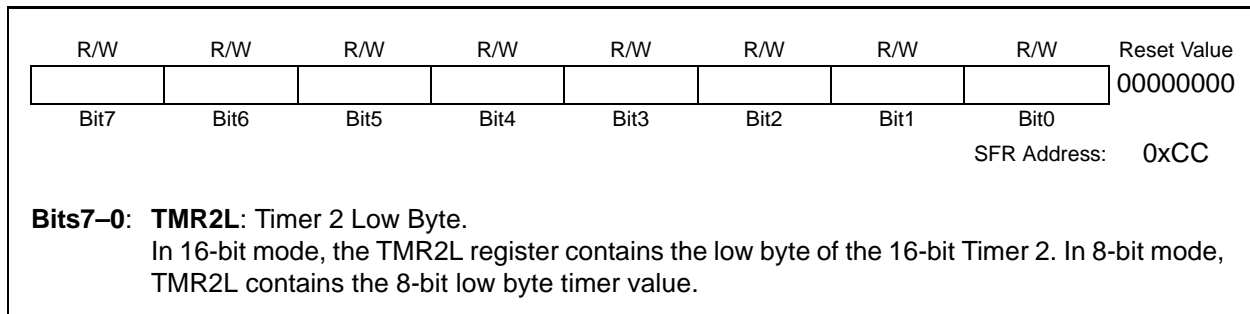 R/W R/W R/W R/W R/W R/W R/W R/W Reset Value
00000000
Bit7 Bit6 Bit5 Bit4 Bit3 Bit2 Bit1 Bit0
SFR Address: 0xCC
Bits7–0: TMR2L: Timer 2 Low Byte.
In 16-bit mode, the TMR2L register contains the low byte of the 16-bit Timer 2. In 8-bit mode,
TMR2L contains the 8-bit low byte timer value.